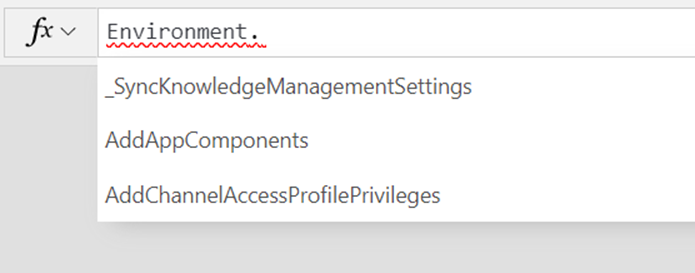 fx
Environment.
_SyncKnowledgeManagementSettings
AddAppComponents
AddChannelAccessProfilePrivileges